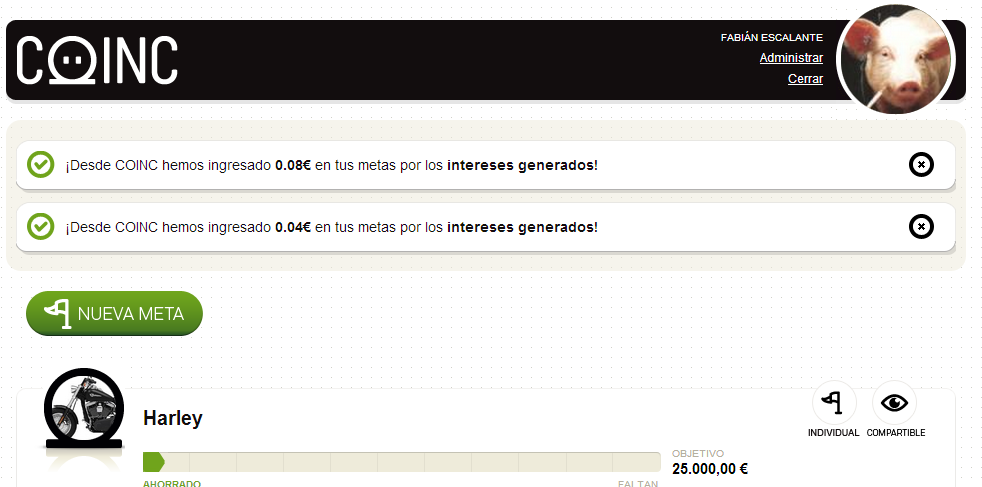 COINC
FABIÁN ESCALANTE
Administrar
Cerrar
¡Desde COINC hemos ingresado 0.08€ en tus metas por los intereses generados!
¡Desde COINC hemos ingresado 0.04€ en tus metas por los intereses generados!
NUEVA META
Harley
INDIVIDUAL COMPARTIBLE
OBJETIVO
25.000,00 €
AHORRADO FALTAN